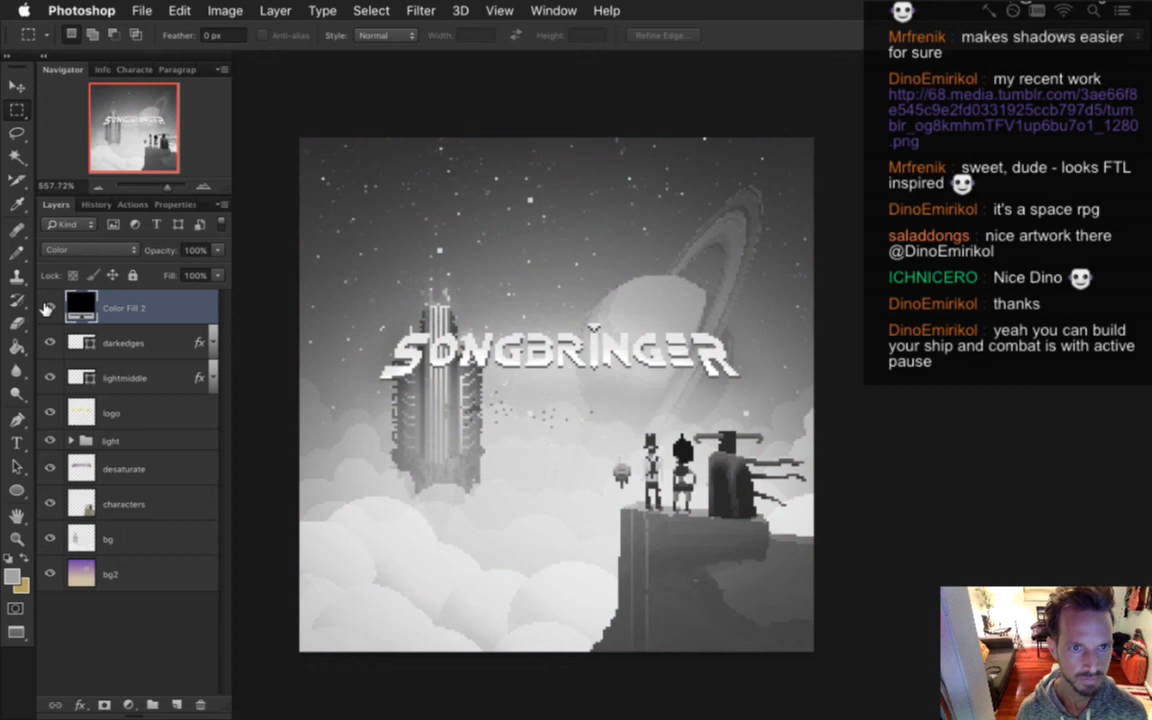 Photoshop File Edit Image Layer Type Select Filter 3D View Window Help
Feather: 0 px Anti-alias Style: Normal Width: Height: Refine Edge...
Navigator Info Characte Paragrap
557.72%
Layers History Actions Properties
Kind
Color Opacity: 100%
Lock: Fill: 100%
Color Fill 2
darkedges fx
lightmiddle fx
logo
light
desaturate
characters
bg
bg2
SONGBRINGER
Mrfrenik : makes shadows easier
for sure
DinoEmirikol : my recent work
http://68.media.tumblr.com/3ae66f8
e545c9e2fd0331925ccb797d5/tum
blr_og8kmhmTFV1up6bu7o1_1280
.png
Mrfrenik : sweet, dude - looks FTL
inspired
DinoEmirikol : it's a space rpg
saladdongs : nice artwork there
@DinoEmirikol
ICHNICERO : Nice Dino
DinoEmirikol : thanks
DinoEmirikol : yeah you can build
your ship and combat is with active
pause